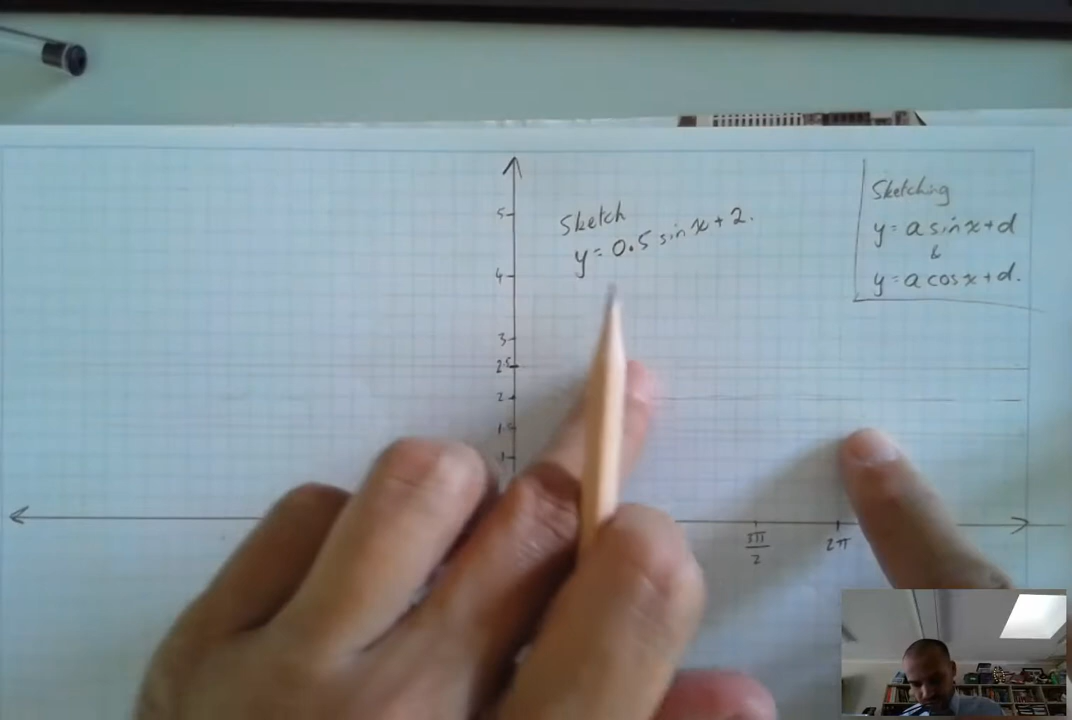 Sketch
y = 0.5 sin x + 2.
Sketching
y = a sin x + d
&
y = a cos x + d.
5
4
3
2.5
2
1.5
1
3π/2
2π